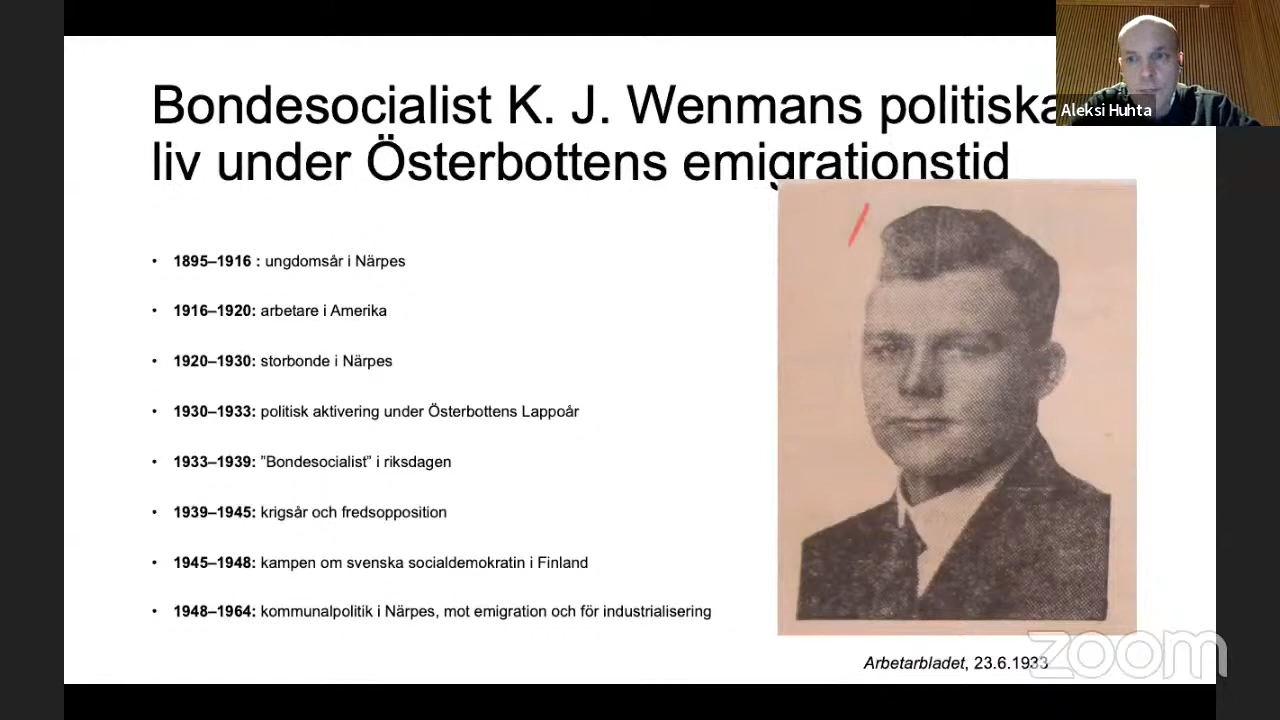 Bondesocialist K. J. Wenmans politiska
liv under Österbottens emigrationstid
Aleksi Huhta
• 1895–1916 : ungdomsår i Närpes
• 1916–1920: arbetare i Amerika
• 1920–1930: storbonde i Närpes
• 1930–1933: politisk aktivering under Österbottens Lappoår
• 1933–1939: ”Bondesocialist” i riksdagen
• 1939–1945: krigsår och fredsopposition
• 1945–1948: kampen om svenska socialdemokratin i Finland
• 1948–1964: kommunalpolitik i Närpes, mot emigration och för industrialisering
Arbetarbladet, 23.6.1933
zoom